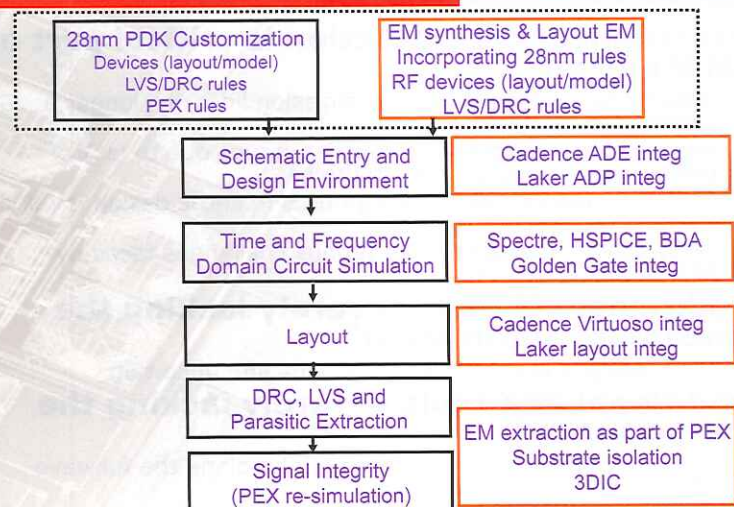 28nm PDK Customization
Devices (layout/model)
LVS/DRC rules
PEX rules
EM synthesis & Layout EM
Incorporating 28nm rules
RF devices (layout/model)
LVS/DRC rules
Schematic Entry and
Design Environment
Cadence ADE integ
Laker ADP integ
Time and Frequency
Domain Circuit Simulation
Spectre, HSPICE, BDA
Golden Gate integ
Layout
Cadence Virtuoso integ
Laker layout integ
DRC, LVS and
Parasitic Extraction
Signal Integrity
(PEX re-simulation)
EM extraction as part of PEX
Substrate isolation
3DIC